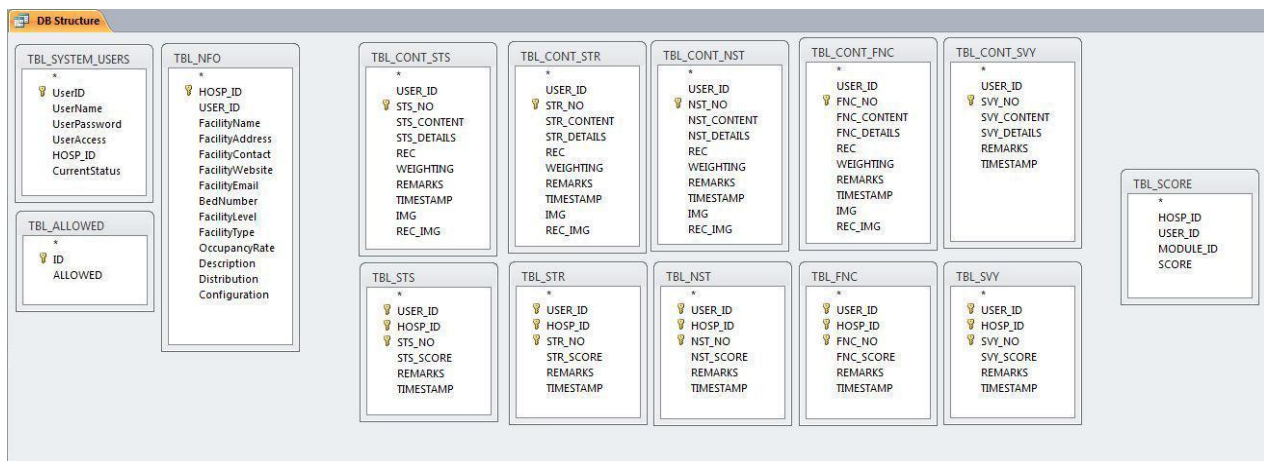 DB Structure
TBL_SYSTEM_USERS
*
UserID
UserName
UserPassword
UserAccess
HOSP_ID
CurrentStatus
TBL_ALLOWED
*
ID
ALLOWED
TBL_NFO
*
HOSP_ID
USER_ID
FacilityName
FacilityAddress
FacilityContact
FacilityWebsite
FacilityEmail
BedNumber
FacilityLevel
FacilityType
OccupancyRate
Description
Distribution
Configuration
TBL_CONT_STS
*
USER_ID
STS_NO
STS_CONTENT
STS_DETAILS
REC
WEIGHTING
REMARKS
TIMESTAMP
IMG
REC_IMG
TBL_CONT_STR
*
USER_ID
STR_NO
STR_CONTENT
STR_DETAILS
REC
WEIGHTING
REMARKS
TIMESTAMP
IMG
REC_IMG
TBL_CONT_NST
*
USER_ID
NST_NO
NST_CONTENT
NST_DETAILS
REC
WEIGHTING
REMARKS
TIMESTAMP
IMG
REC_IMG
TBL_CONT_FNC
*
USER_ID
FNC_NO
FNC_CONTENT
FNC_DETAILS
REC
WEIGHTING
REMARKS
TIMESTAMP
IMG
REC_IMG
TBL_CONT_SVY
*
USER_ID
SVY_NO
SVY_CONTENT
SVY_DETAILS
REMARKS
TIMESTAMP
TBL_STS
*
USER_ID
HOSP_ID
STS_NO
STS_SCORE
REMARKS
TIMESTAMP
TBL_STR
*
USER_ID
HOSP_ID
STR_NO
STR_SCORE
REMARKS
TIMESTAMP
TBL_NST
*
USER_ID
HOSP_ID
NST_NO
NST_SCORE
REMARKS
TIMESTAMP
TBL_FNC
*
USER_ID
HOSP_ID
FNC_NO
FNC_SCORE
REMARKS
TIMESTAMP
TBL_SVY
*
USER_ID
HOSP_ID
SVY_NO
SVY_SCORE
REMARKS
TIMESTAMP
TBL_SCORE
*
HOSP_ID
USER_ID
MODULE_ID
SCORE